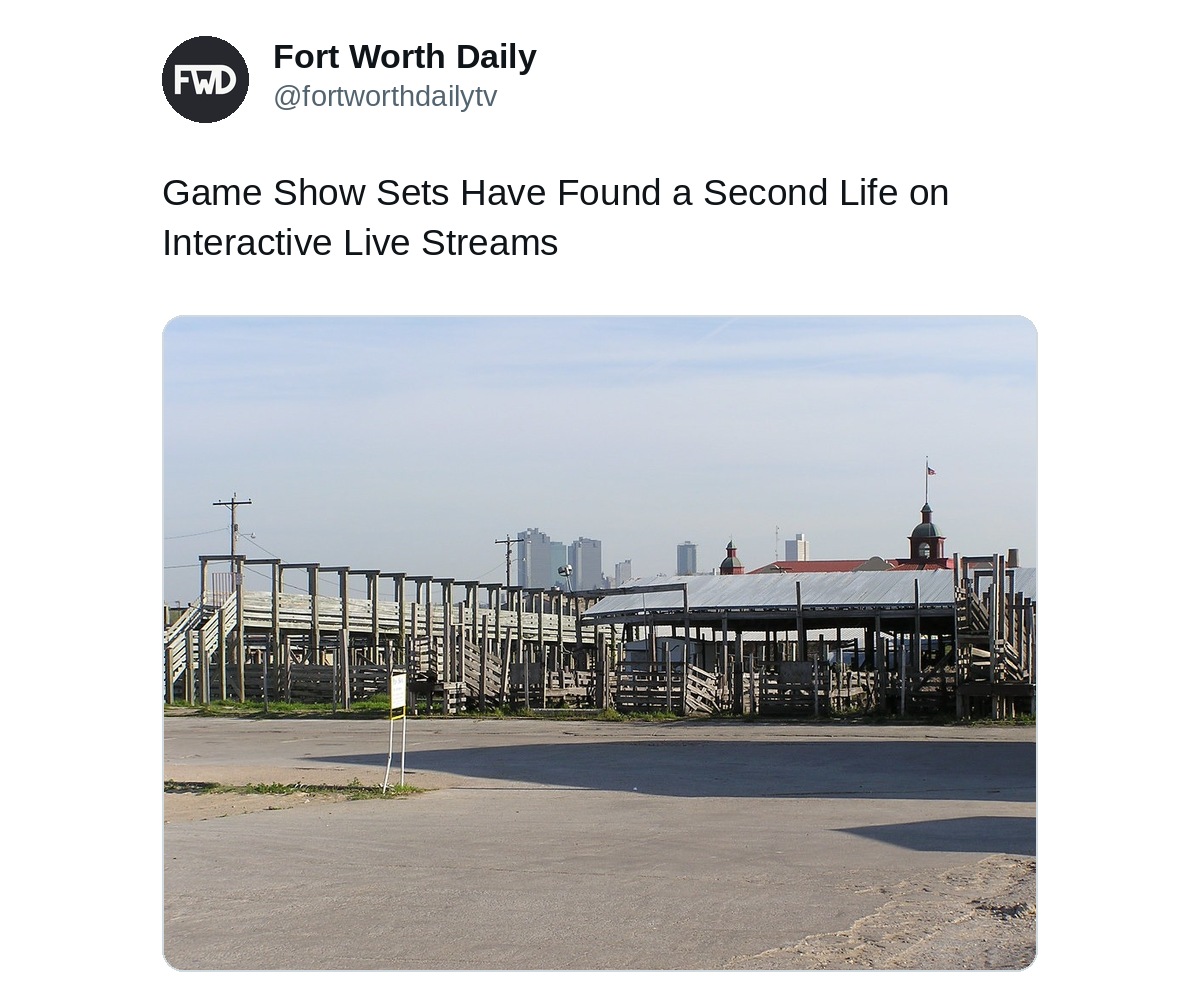 FWD
Fort Worth Daily
@fortworthdailytv
Game Show Sets Have Found a Second Life on
Interactive Live Streams